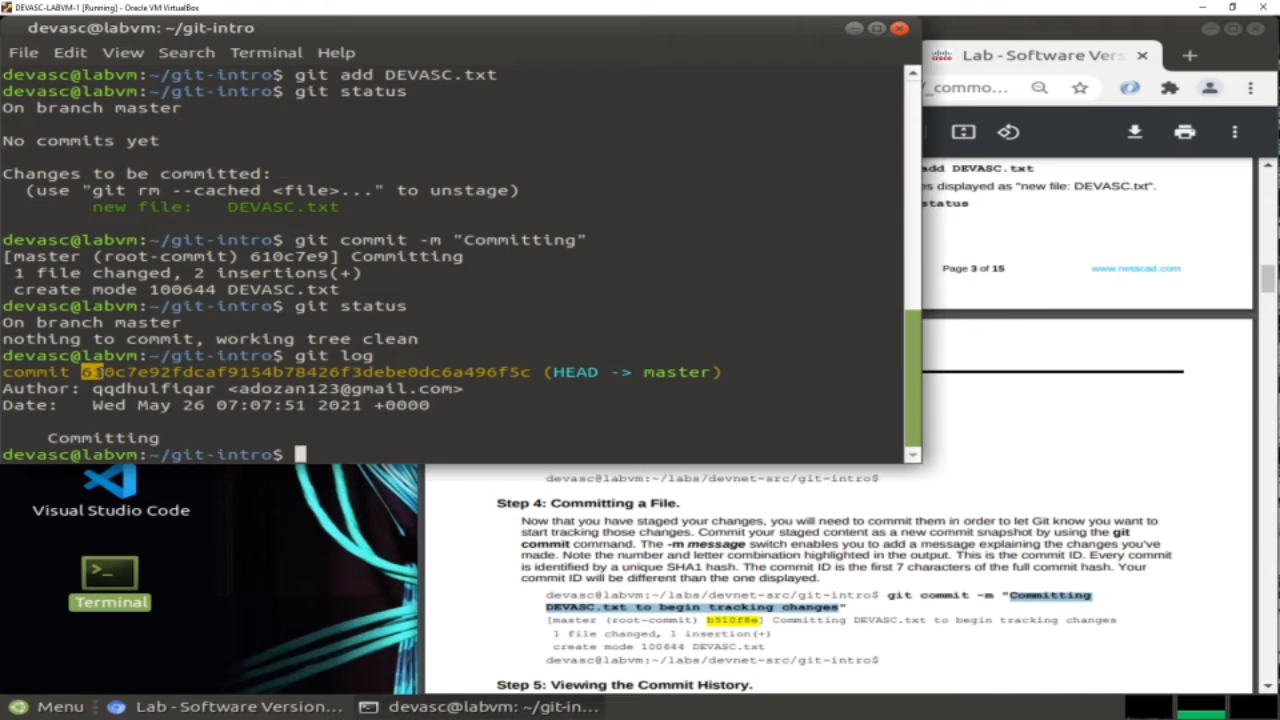 DEVASC-LABVM-1 [Running] - Oracle VM VirtualBox
devasc@labvm: ~/git-intro
File Edit View Search Terminal Help
devasc@labvm:~/git-intro$ git add DEVASC.txt
devasc@labvm:~/git-intro$ git status
On branch master
No commits yet
Changes to be committed:
(use "git rm --cached <file>..." to unstage)
new file: DEVASC.txt
devasc@labvm:~/git-intro$ git commit -m "Committing"
[master (root-commit) 610c7e9] Committing
1 file changed, 2 insertions(+)
create mode 100644 DEVASC.txt
devasc@labvm:~/git-intro$ git status
On branch master
nothing to commit, working tree clean
devasc@labvm:~/git-intro$ git log
commit 610c7e92fdcaf9154b78426f3debe0dc6a496f5c (HEAD -> master)
Author: qqdhulfiqar <adozan123@gmail.com>
Date: Wed May 26 07:07:51 2021 +0000
Committing
devasc@labvm:~/git-intro$
Lab - Software Vers
_commo...
add DEVASC.txt
es displayed as "new file: DEVASC.txt".
status
Page 3 of 15 www.netacad.com
devasc@labvm:~/labs/devnet-src/git-intro$
Step 4: Committing a File.
Now that you have staged your changes, you will need to commit them in order to let Git know you want to
start tracking those changes. Commit your staged content as a new commit snapshot by using the git
commit command. The -m message switch enables you to add a message explaining the changes you've
made. Note the number and letter combination highlighted in the output. This is the commit ID. Every commit
is identified by a unique SHA1 hash. The commit ID is the first 7 characters of the full commit hash. Your
commit ID will be different than the one displayed.
devasc@labvm:~/labs/devnet-src/git-intro$ git commit -m "Committing
DEVASC.txt to begin tracking changes"
[master (root-commit) b510f8e] Committing DEVASC.txt to begin tracking changes
1 file changed, 1 insertion(+)
create mode 100644 DEVASC.txt
devasc@labvm:~/labs/devnet-src/git-intro$
Step 5: Viewing the Commit History.
Visual Studio Code
Terminal
Menu Lab - Software Version... devasc@labvm: ~/git-in...